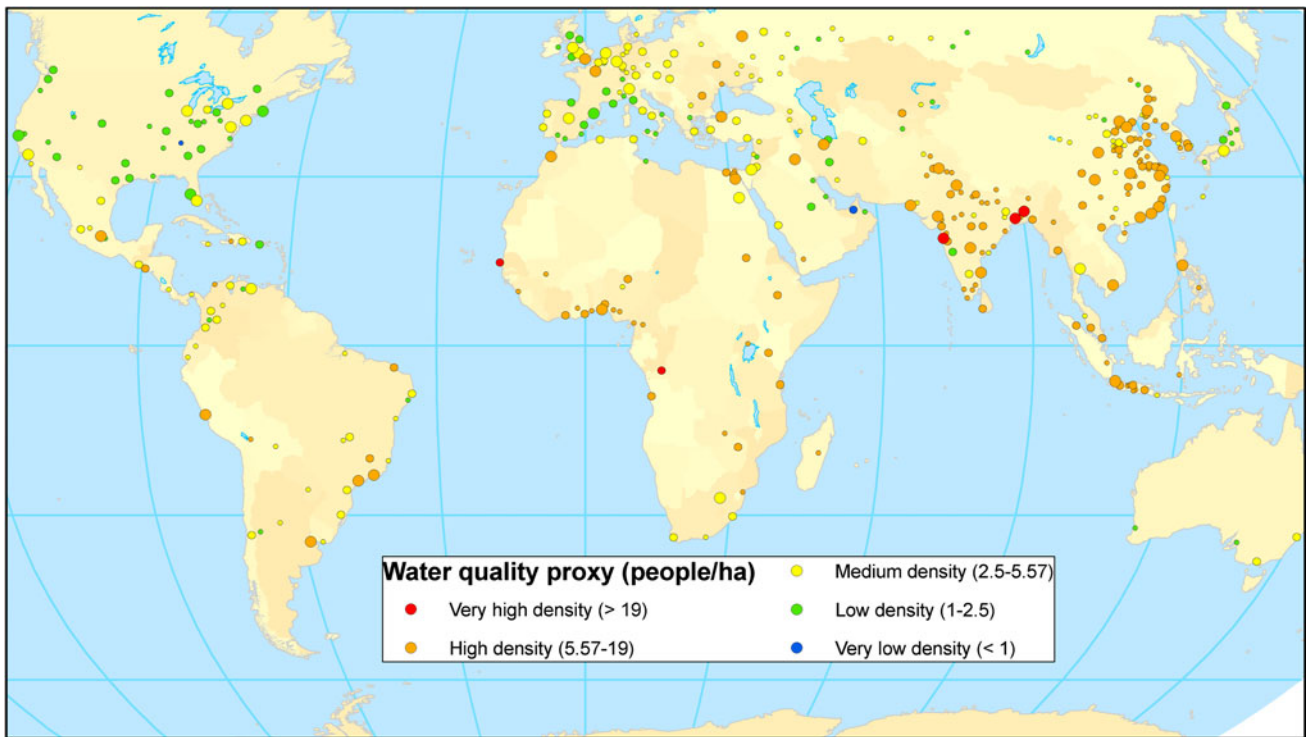 Water quality proxy (people/ha)
Very high density (> 19)
High density (5.57-19)
Medium density (2.5-5.57)
Low density (1-2.5)
Very low density (< 1)